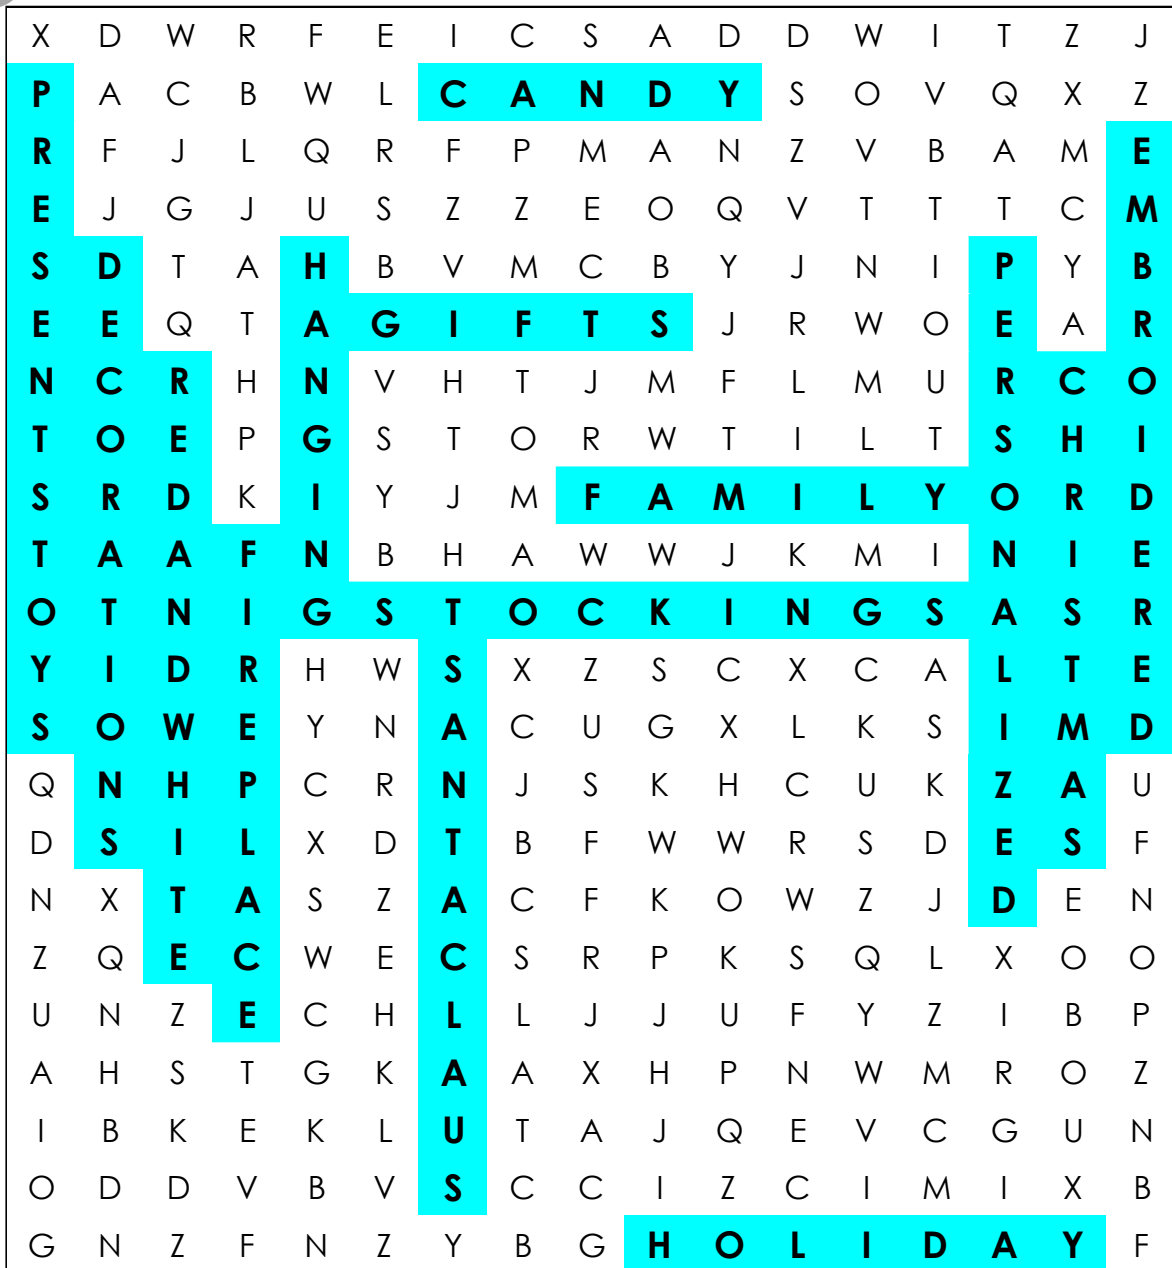 X D W R F E I C S A D D W I T Z J
P A C B W L C A N D Y S O V Q X Z
R F J L Q R F P M A N Z V B A M E
E J G J U S Z Z E O Q V T T T C M
S D T A H B V M C B Y J N I P Y B
E E Q T A G I F T S J R W O E A R
N C R H N V H T J M F L M U R C O
T O E P G S T O R W T I L T S H I
S R D K I Y J M F A M I L Y O R D
T A A F N B H A W W J K M I N I E
O T N I G S T O C K I N G S A S R
Y I D R H W S X Z S C X C A L T E
S O W E Y N A C U G X L K S I M D
Q N H P C R N J S K H C U K Z A U
D S I L X D T B F W W R S D E S F
N X T A S Z A C F K O W Z J D E N
Z Q E C W E C S R P K S Q L X O O
U N Z E C H L L J J U F Y Z I B P
A H S T G K A A X H P N W M R O Z
I B K E K L U T A J Q E V C G U N
O D D V B V S C C I Z C I M I X B
G N Z F N Z Y B G H O L I D A Y F